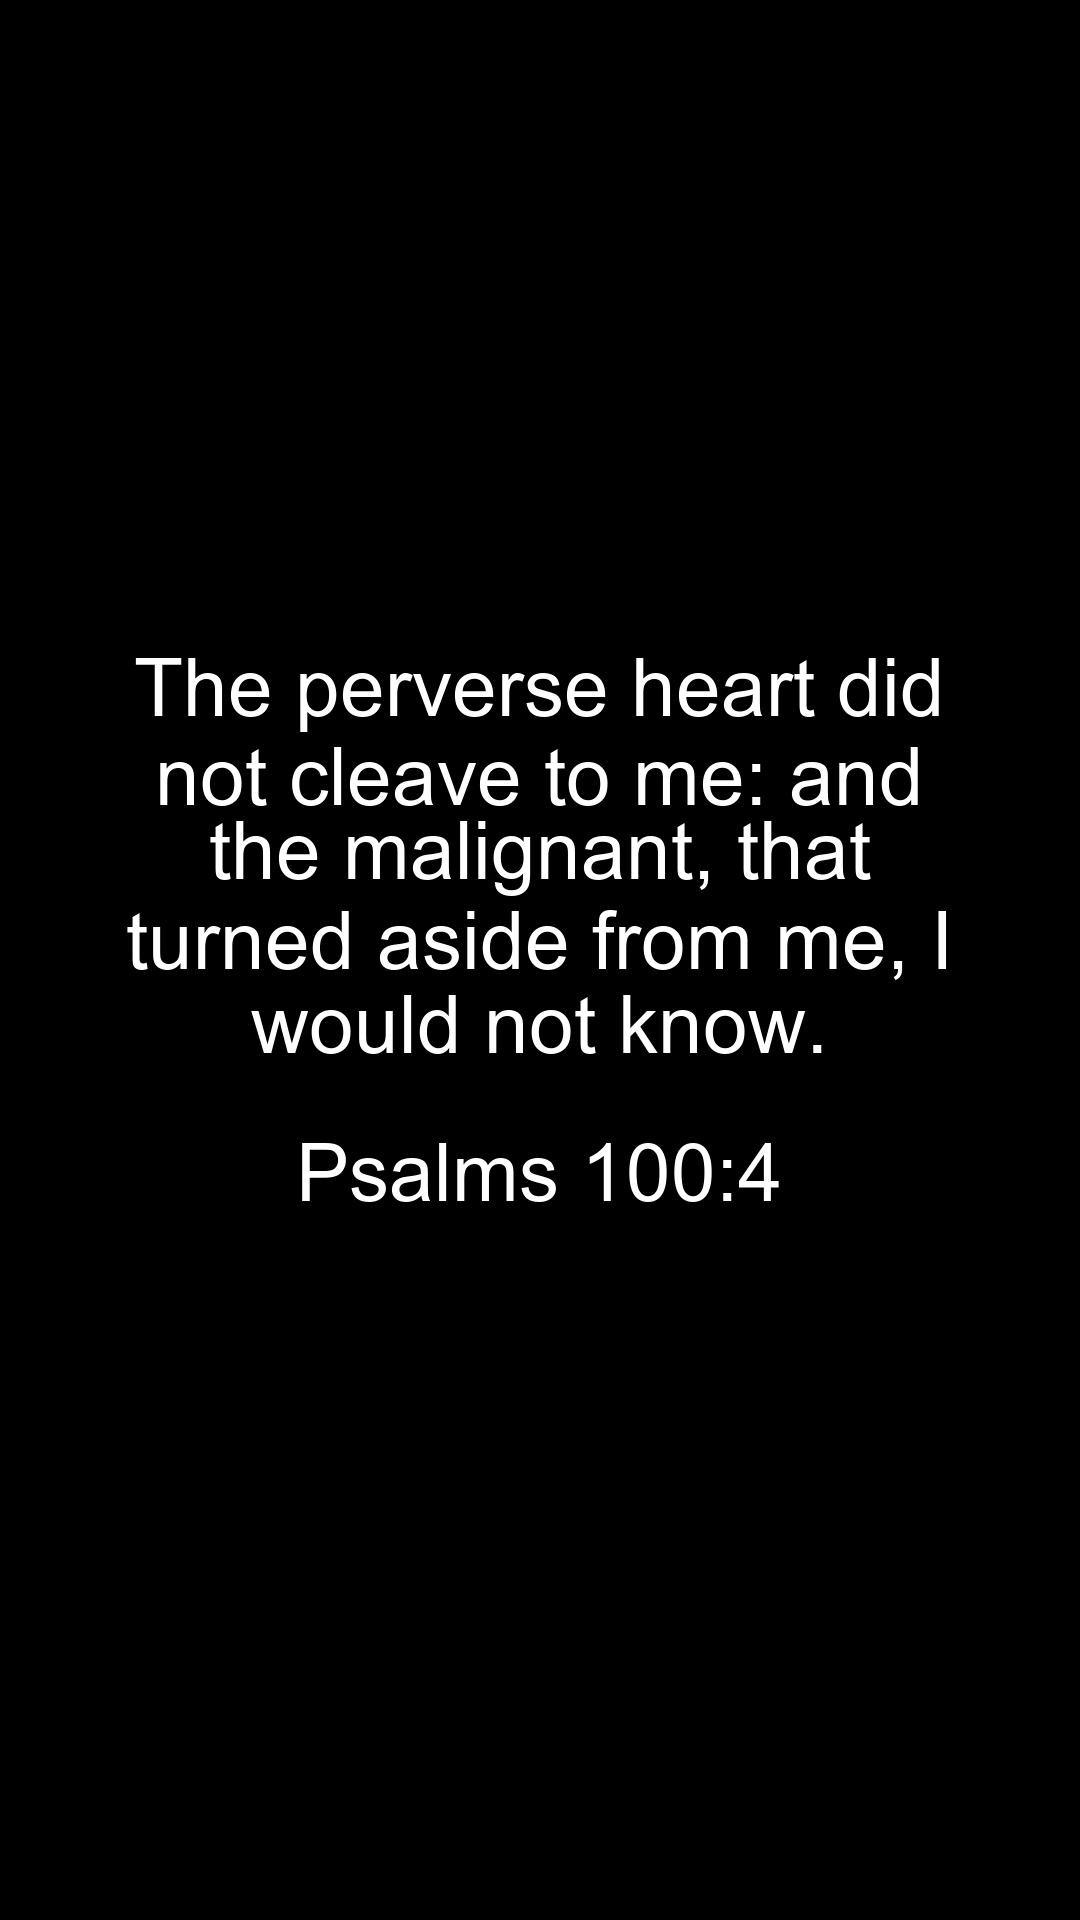 The perverse heart did
not cleave to me: and
the malignant, that
turned aside from me, I
would not know.
Psalms 100:4